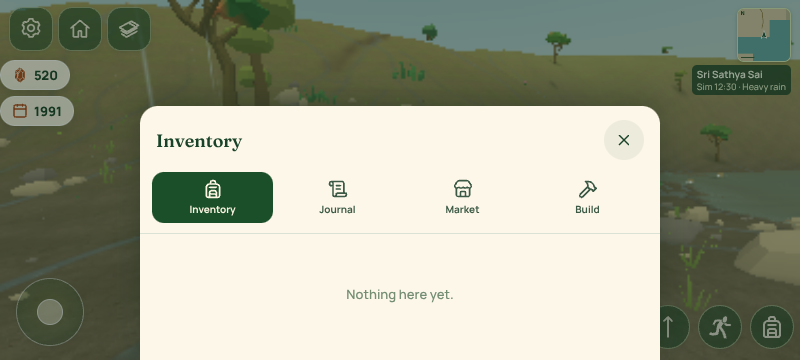 520
1991
N
Sri Sathya Sai
Sim 12:30 · Heavy rain
Inventory
Inventory
Journal
Market
Build
Nothing here yet.